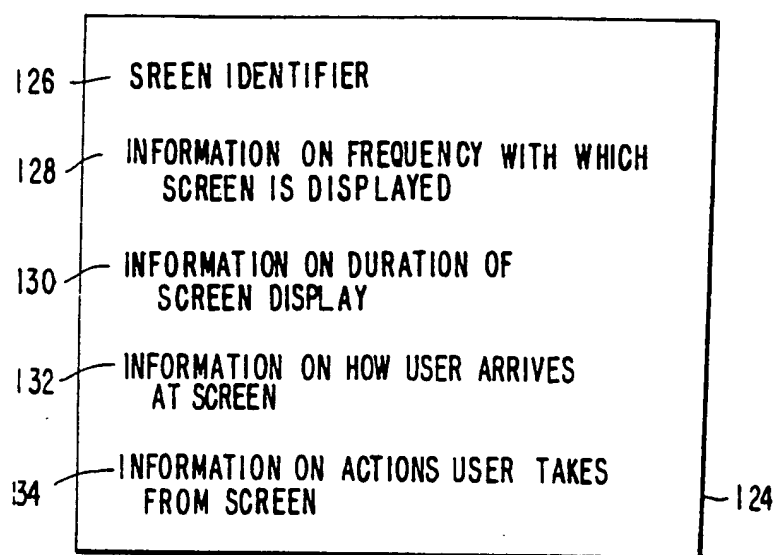 126 SREEN IDENTIFIER
128 INFORMATION ON FREQUENCY WITH WHICH
SCREEN IS DISPLAYED
130 INFORMATION ON DURATION OF
SCREEN DISPLAY
132 INFORMATION ON HOW USER ARRIVES
AT SCREEN
134 INFORMATION ON ACTIONS USER TAKES
FROM SCREEN 124